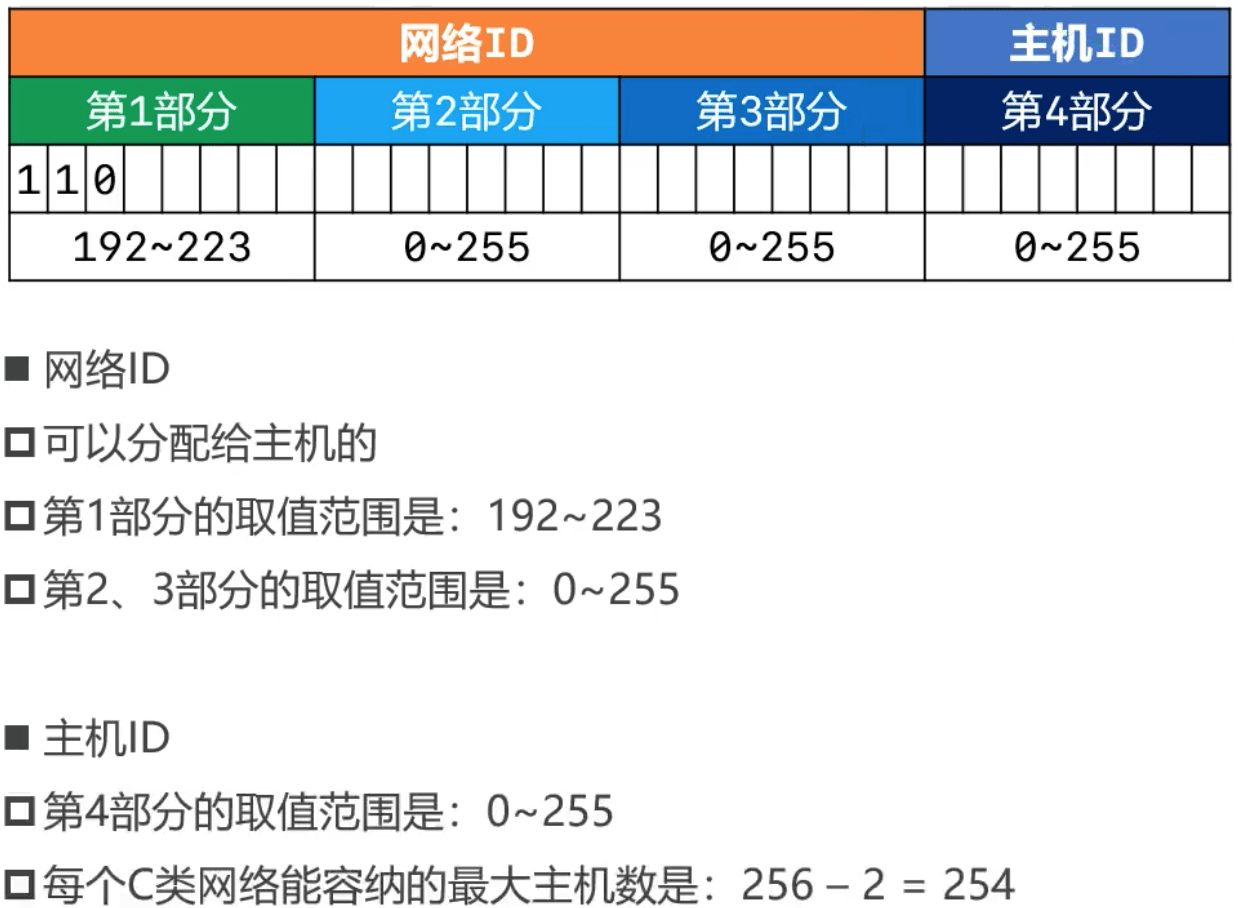 网络ID 主机ID
第1部分 第2部分 第3部分 第4部分
1 1 0
192~223 0~255 0~255 0~255
■ 网络ID
□ 可以分配给主机的
□ 第1部分的取值范围是：192~223
□ 第2、3部分的取值范围是：0~255
■ 主机ID
□ 第4部分的取值范围是：0~255
□ 每个C类网络能容纳的最大主机数是：256 – 2 = 254